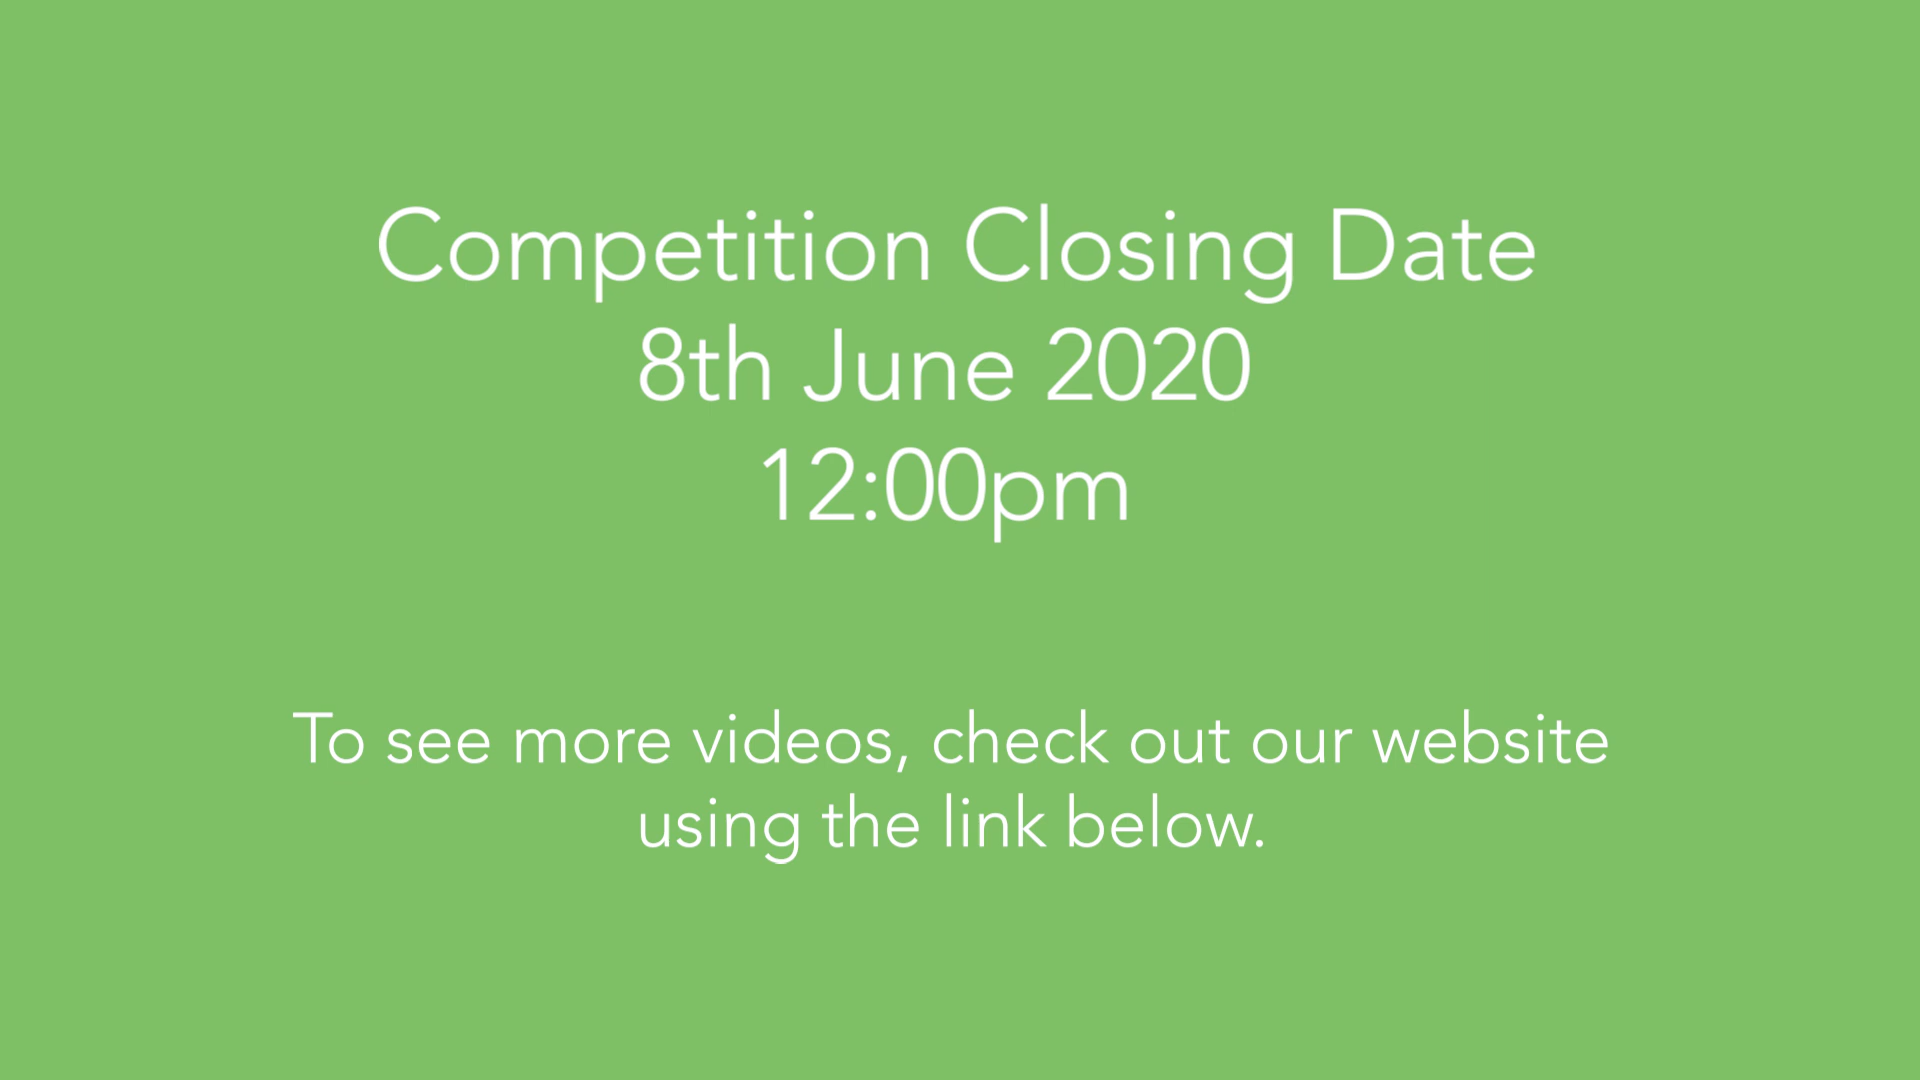 Competition Closing Date
8th June 2020
12:00pm
To see more videos, check out our website
using the link below.